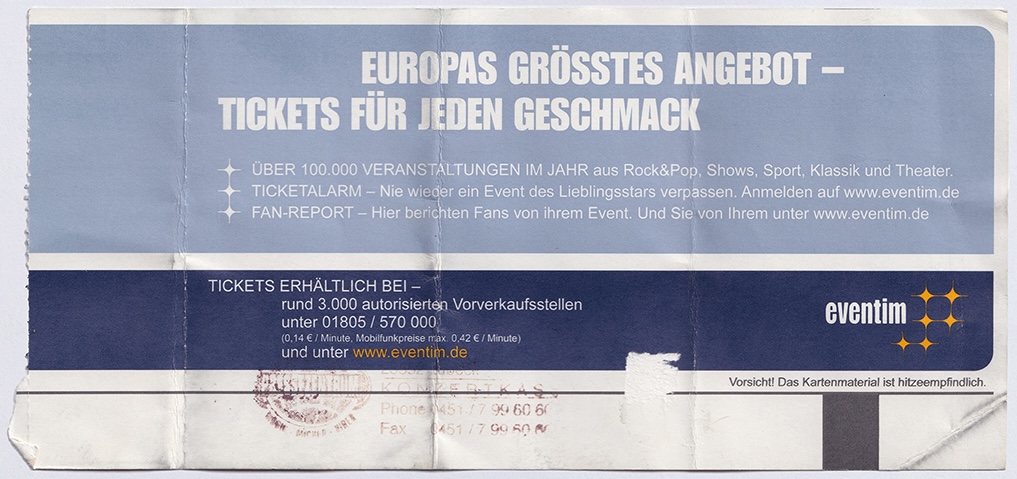 EUROPAS GRÖSSTES ANGEBOT –
TICKETS FÜR JEDEN GESCHMACK
ÜBER 100.000 VERANSTALTUNGEN IM JAHR aus Rock&Pop, Shows, Sport, Klassik und Theater.
TICKETALARM – Nie wieder ein Event des Lieblingsstars verpassen. Anmelden auf www.eventim.de
FAN-REPORT – Hier berichten Fans von ihrem Event. Und Sie von Ihrem unter www.eventim.de
TICKETS ERHÄLTLICH BEI –
rund 3.000 autorisierten Vorverkaufsstellen
unter 01805 / 570 000
(0,14 € / Minute, Mobilfunkpreise max. 0,42 € / Minute)
und unter www.eventim.de
eventim
Vorsicht! Das Kartenmaterial ist hitzeempfindlich.
KONZERTKAS
Phone 0451 / 7 99 60 60
Fax 0451 / 7 99 60